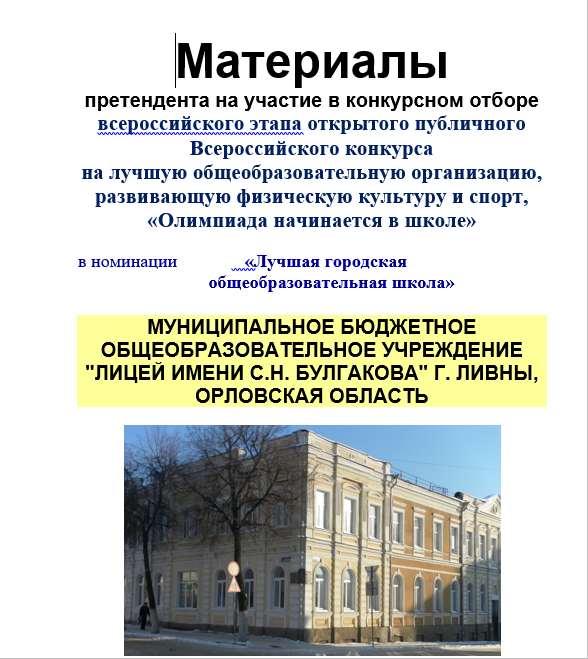 Материалы
претендента на участие в конкурсном отборе
всероссийского этапа открытого публичного
Всероссийского конкурса
на лучшую общеобразовательную организацию,
развивающую физическую культуру и спорт,
«Олимпиада начинается в школе»
в номинации «Лучшая городская
общеобразовательная школа»
МУНИЦИПАЛЬНОЕ БЮДЖЕТНОЕ
ОБЩЕОБРАЗОВАТЕЛЬНОЕ УЧРЕЖДЕНИЕ
"ЛИЦЕЙ ИМЕНИ С.Н. БУЛГАКОВА" Г. ЛИВНЫ,
ОРЛОВСКАЯ ОБЛАСТЬ